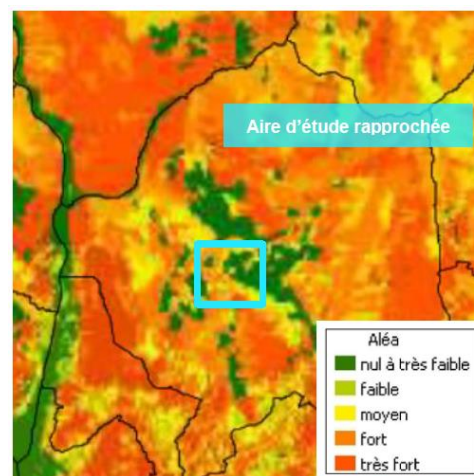 Aire d'étude rapprochée
Aléa
nul à très faible
faible
moyen
fort
très fort